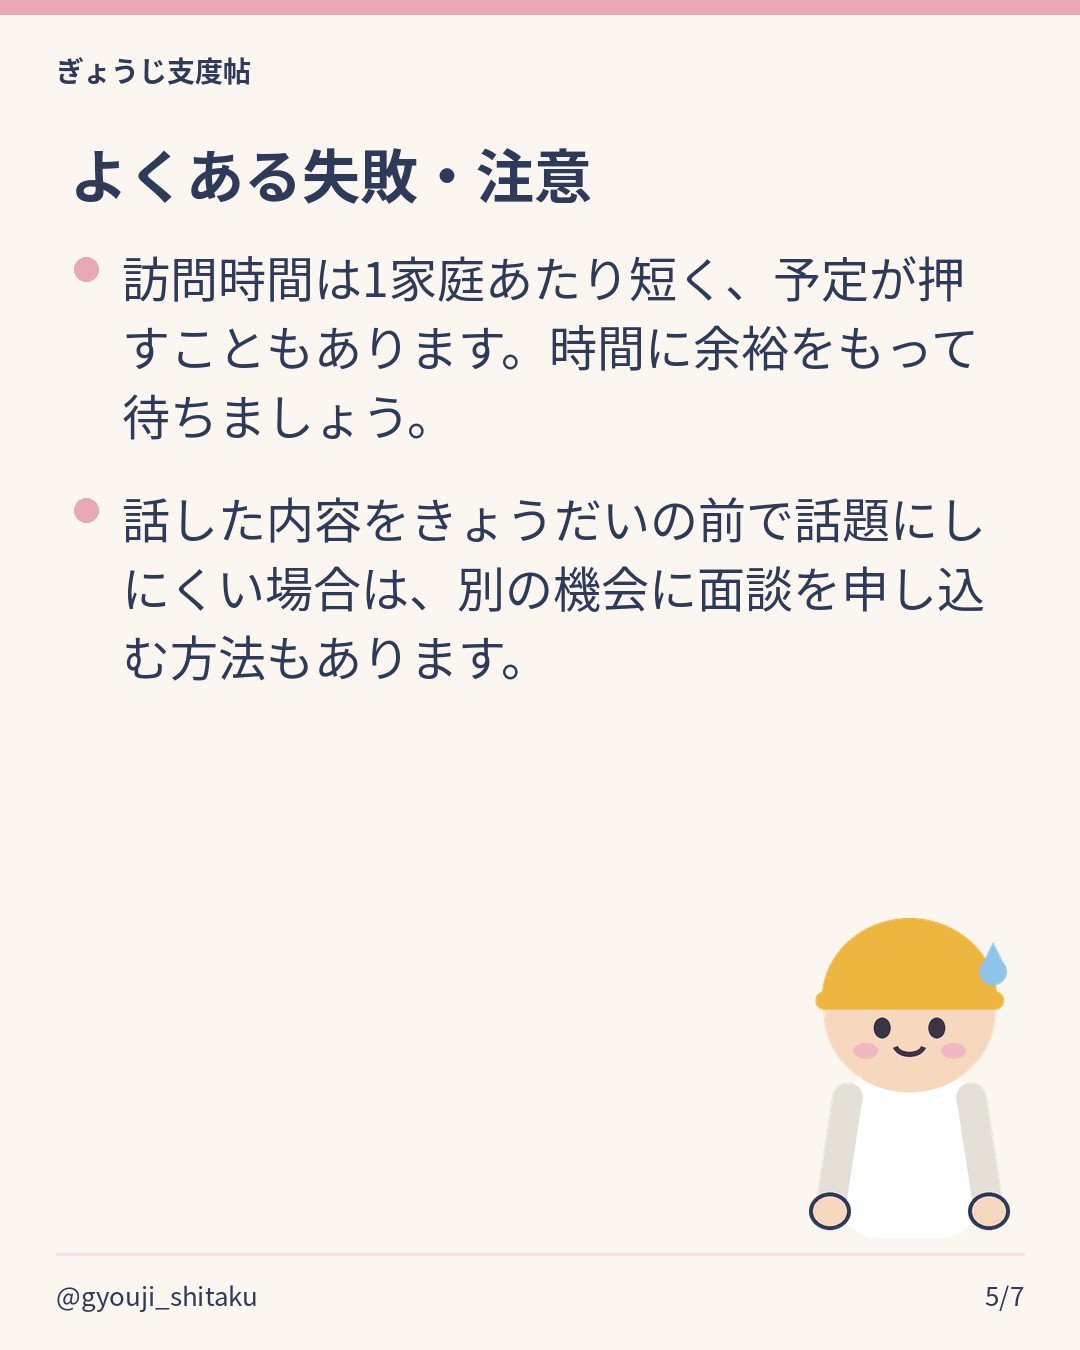 ぎょうじ支度帖
よくある失敗・注意
訪問時間は1家庭あたり短く、予定が押
すこともあります。時間に余裕をもって
待ちましょう。
話した内容をきょうだいの前で話題にし
にくい場合は、別の機会に面談を申し込
む方法もあります。
@gyouji_shitaku
5/7